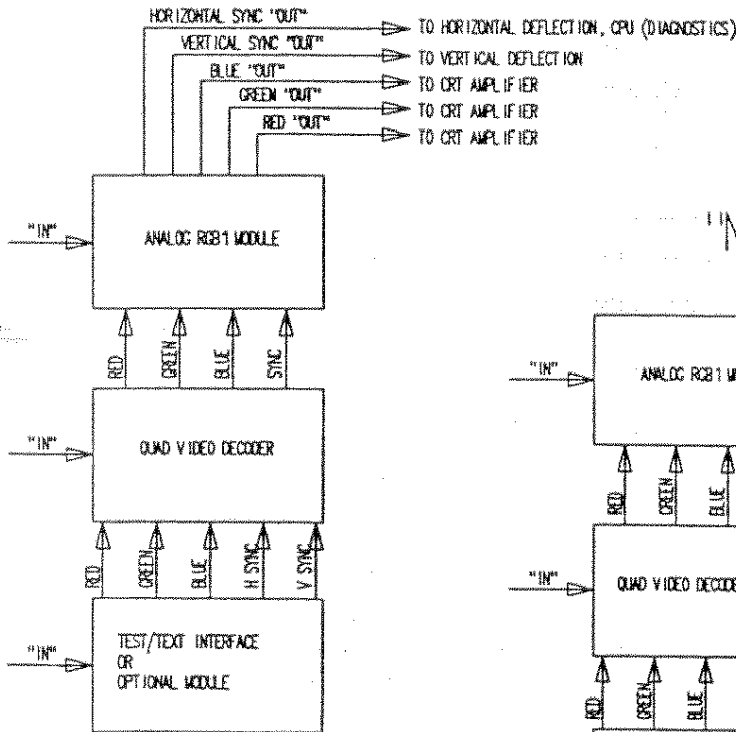 HORIZONTAL SYNC "OUT"
TO HORIZONTAL DEFLECTION, CPU (DIAGNOSTICS)
VERTICAL SYNC "OUT"
TO VERTICAL DEFLECTION
BLUE "OUT"
TO CRT AMPLIFIER
GREEN "OUT"
TO CRT AMPLIFIER
RED "OUT"
TO CRT AMPLIFIER
"IN"
ANALOG RGB1 MODULE
RED
GREEN
BLUE
SYNC
"IN"
QUAD VIDEO DECODER
RED
GREEN
BLUE
H SYNC
V SYNC
"IN"
TEST/TEXT INTERFACE
OR
OPTIONAL MODULE
"IN"
ANALOG RGB1
RED
GREEN
BLUE
"IN"
QUAD VIDEO
RED
GREEN
BLUE